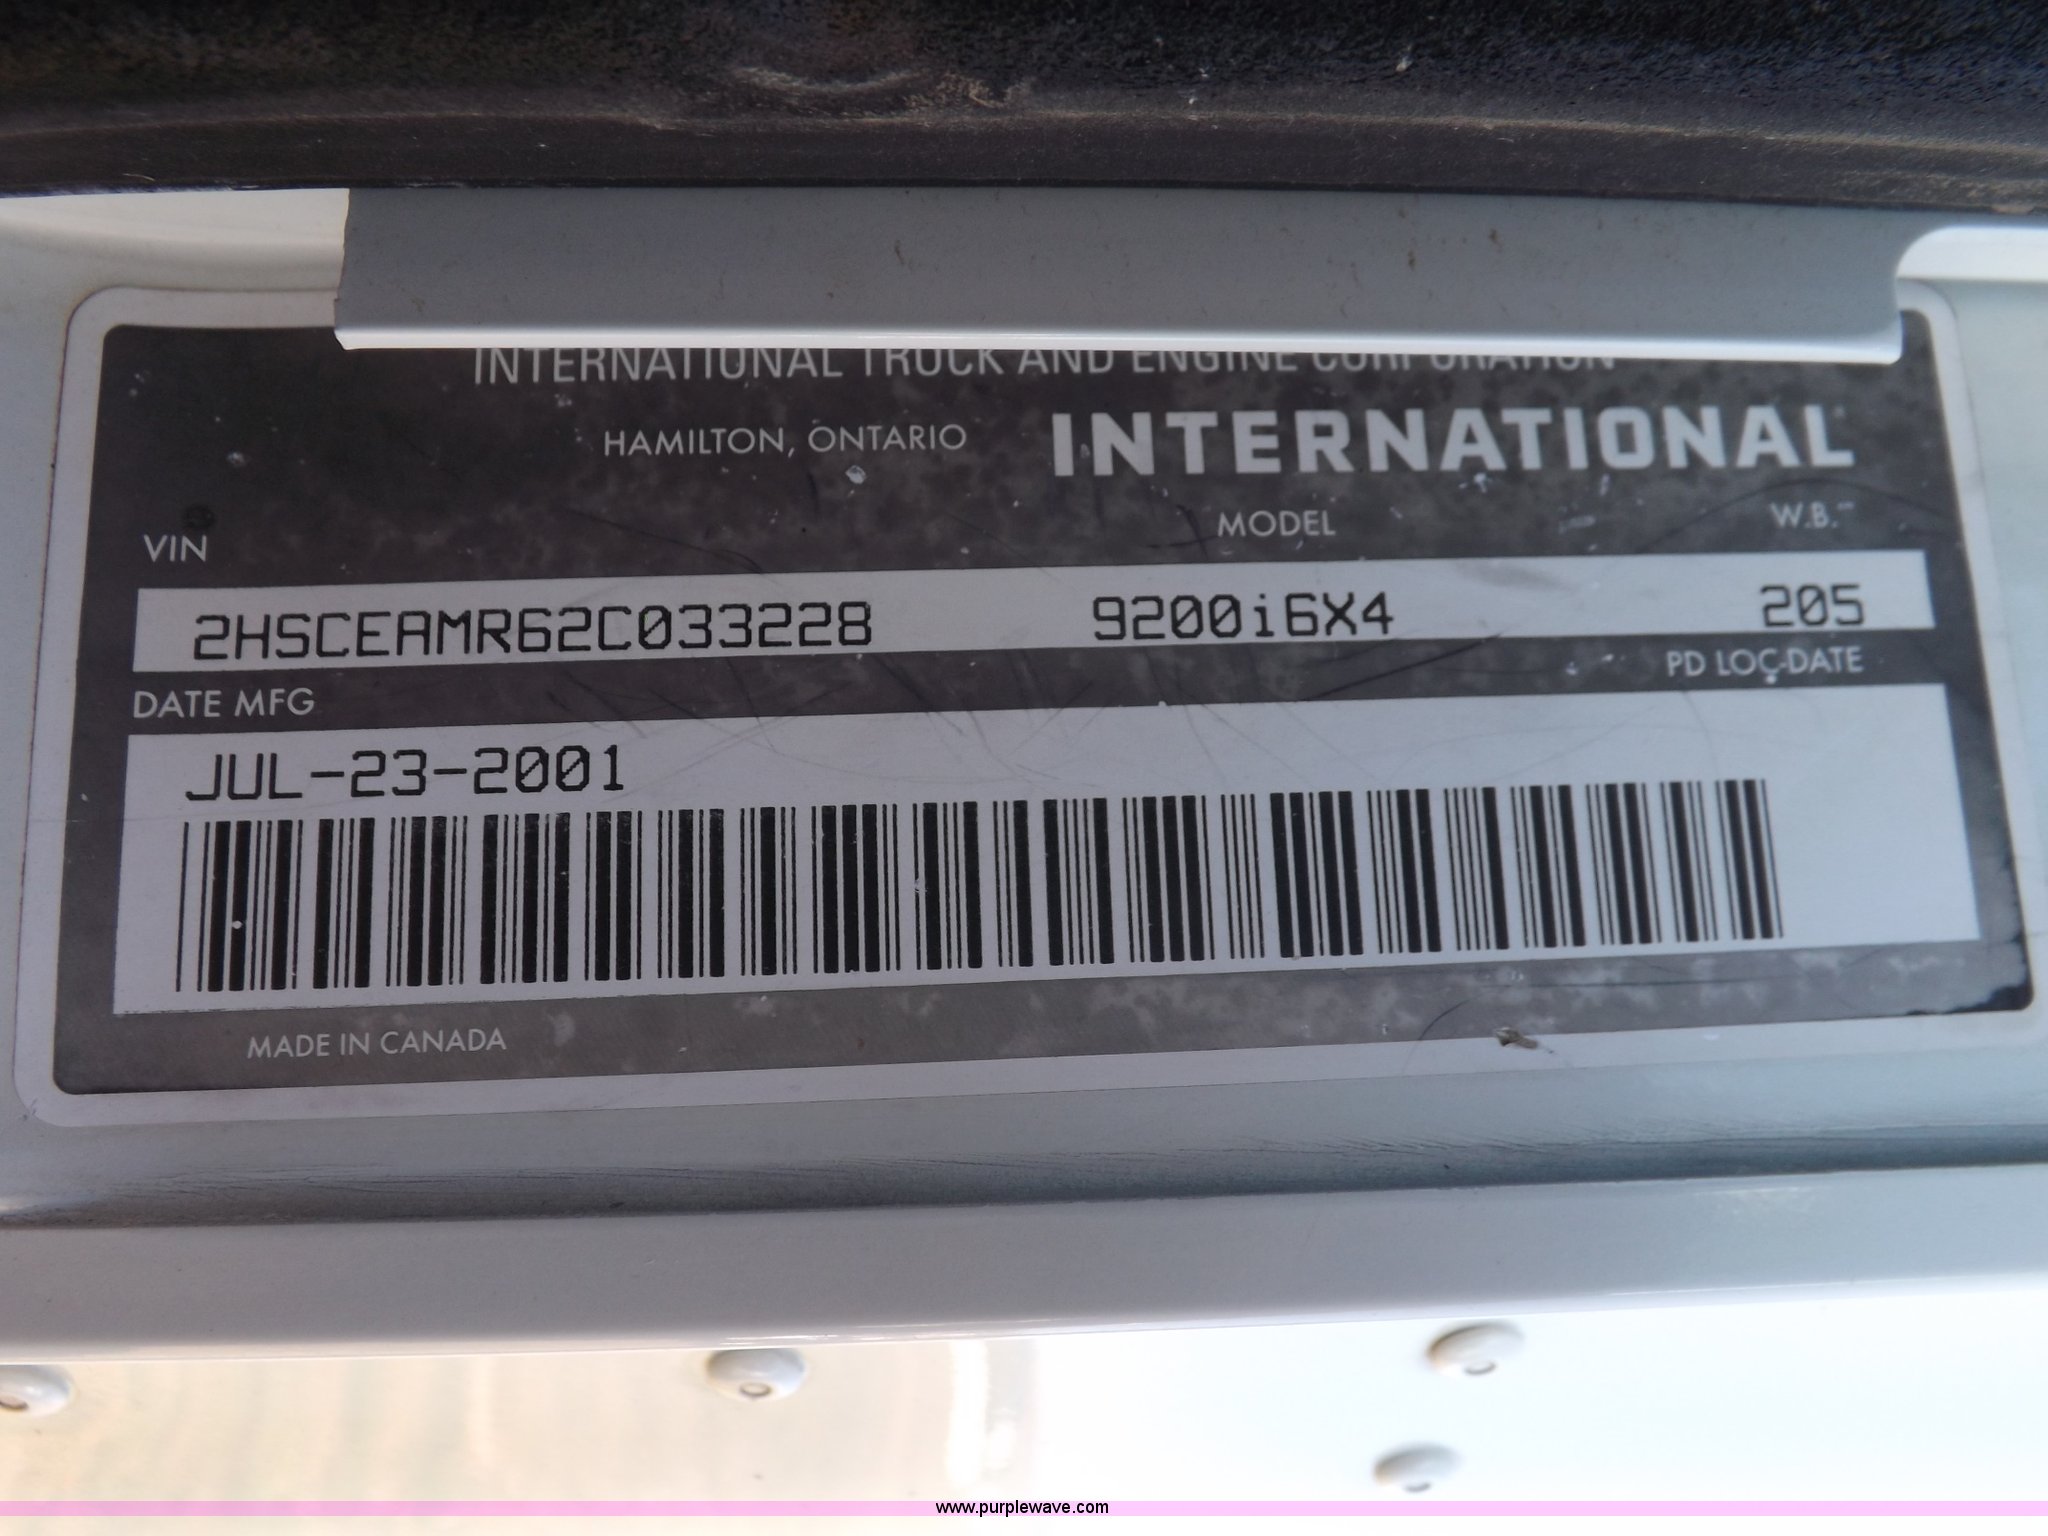 INTERNATIONAL TRUCK AND ENGINE CORPORATION
HAMILTON, ONTARIO INTERNATIONAL
VIN MODEL W.B.
2HSCEAMR62C033228 9200i6X4 205
DATE MFG PD LOC-DATE
JUL-23-2001
MADE IN CANADA
www.purplewave.com